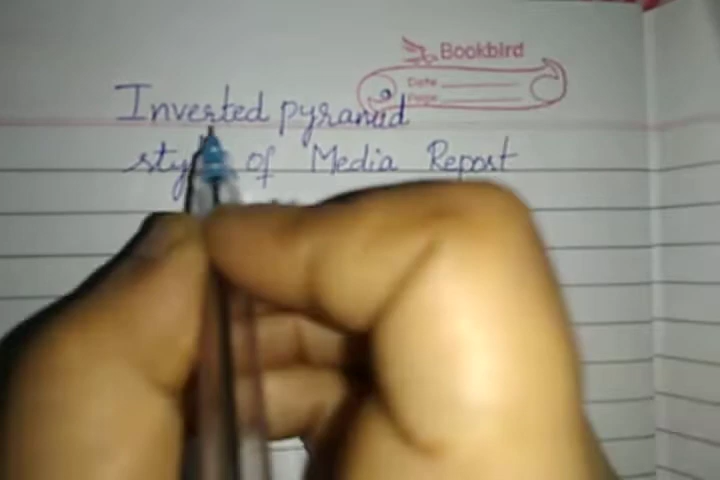 Bookbird
Date
Page
Inverted pyramid
of Media Report